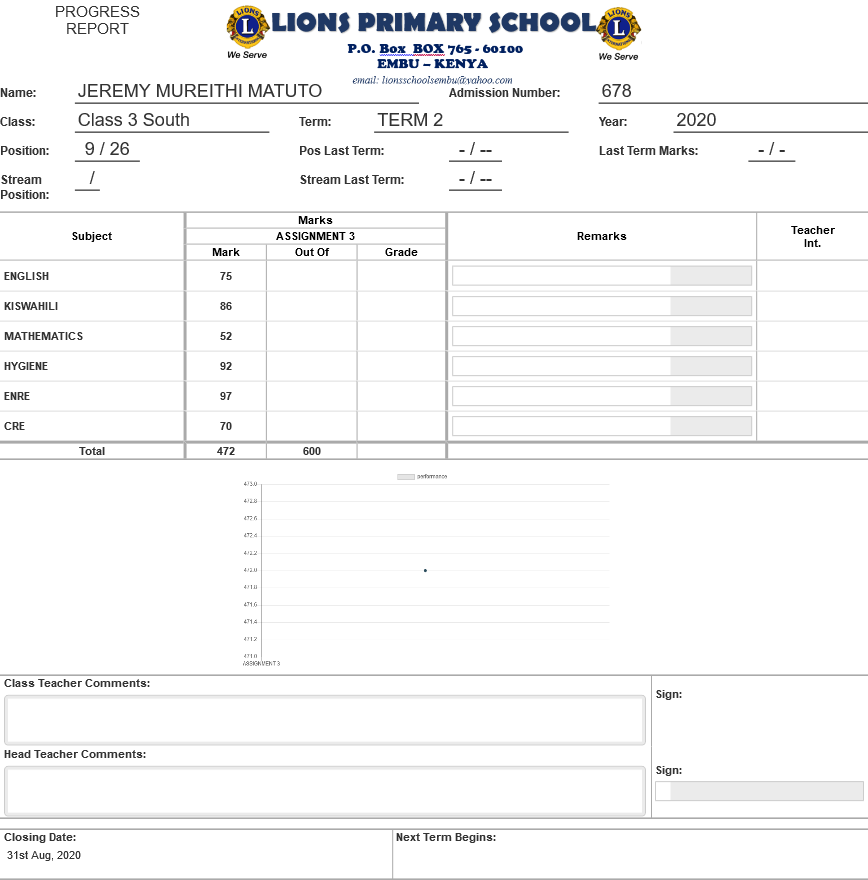 PROGRESS
REPORT
LIONS PRIMARY SCHOOL
P.O. Box BOX 765 - 60100
EMBU – KENYA
email: lionsschoolsembu@yahoo.com
LIONS
L
INTERNATIONAL
We Serve
LIONS
L
INTERNATIONAL
We Serve
Name: JEREMY MUREITHI MATUTO Admission Number: 678
Class: Class 3 South Term: TERM 2 Year: 2020
Position: 9 / 26 Pos Last Term: - / -- Last Term Marks: - / -
Stream Position: / Stream Last Term: - / --
Subject Marks Remarks Teacher Int.
ASSIGNMENT 3
Mark Out Of Grade
ENGLISH 75
KISWAHILI 86
MATHEMATICS 52
HYGIENE 92
ENRE 97
CRE 70
Total 472 600
performance
473.0
472.8
472.6
472.4
472.2
472.0
471.8
471.6
471.4
471.2
471.0
ASSIGNMENT 3
Class Teacher Comments:
Sign:
Head Teacher Comments:
Sign:
Closing Date: Next Term Begins:
31st Aug, 2020